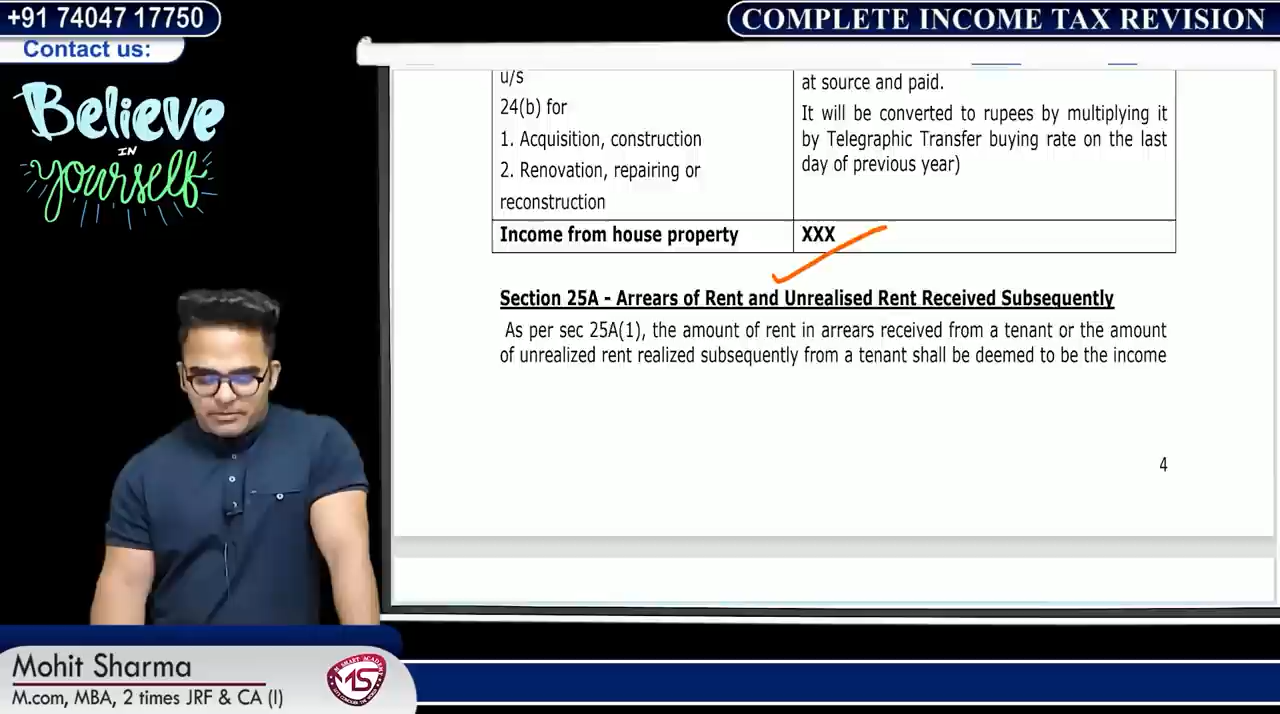 +91 74047 17750
Contact us:
COMPLETE INCOME TAX REVISION
Believe
IN
yourself
u/s
24(b) for
1. Acquisition, construction
2. Renovation, repairing or
reconstruction
at source and paid.
It will be converted to rupees by multiplying it
by Telegraphic Transfer buying rate on the last
day of previous year)
Income from house property XXX
Section 25A - Arrears of Rent and Unrealised Rent Received Subsequently
As per sec 25A(1), the amount of rent in arrears received from a tenant or the amount
of unrealized rent realized subsequently from a tenant shall be deemed to be the income
4
Mohit Sharma
M.com, MBA, 2 times JRF & CA (I)
MS